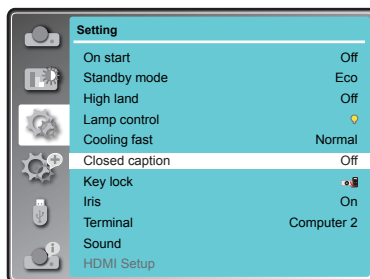 Setting
On start Off
Standby mode Eco
High land Off
Lamp control
Cooling fast Normal
Closed caption Off
Key lock
Iris On
Terminal Computer 2
Sound
HDMI Setup